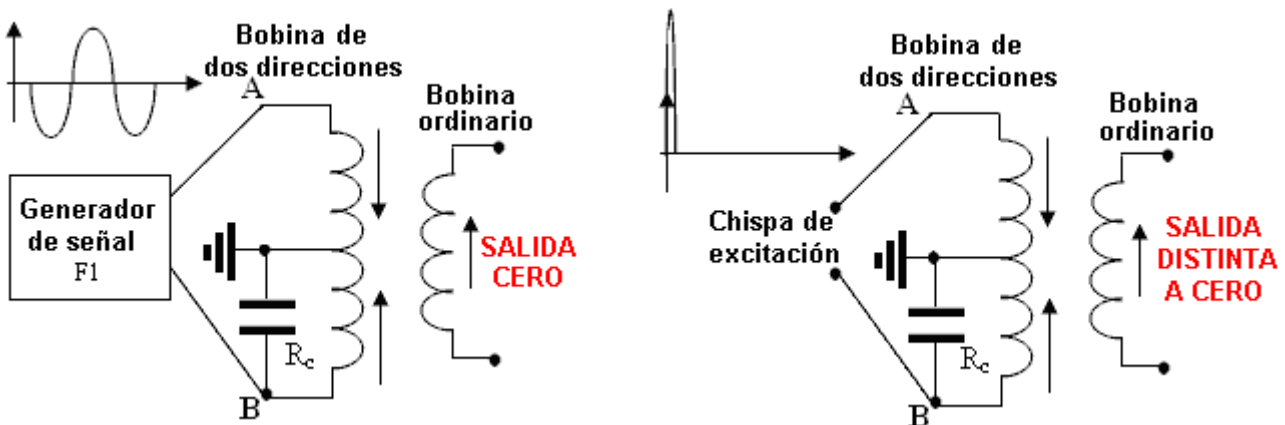 Bobina de
dos direcciones
A
Bobina
ordinario
Generador
de señal
F1
SALIDA
CERO
Rc
B
Bobina de
dos direcciones
A
Bobina
ordinario
Chispa de
excitación
SALIDA
DISTINTA
A CERO
Rc
B